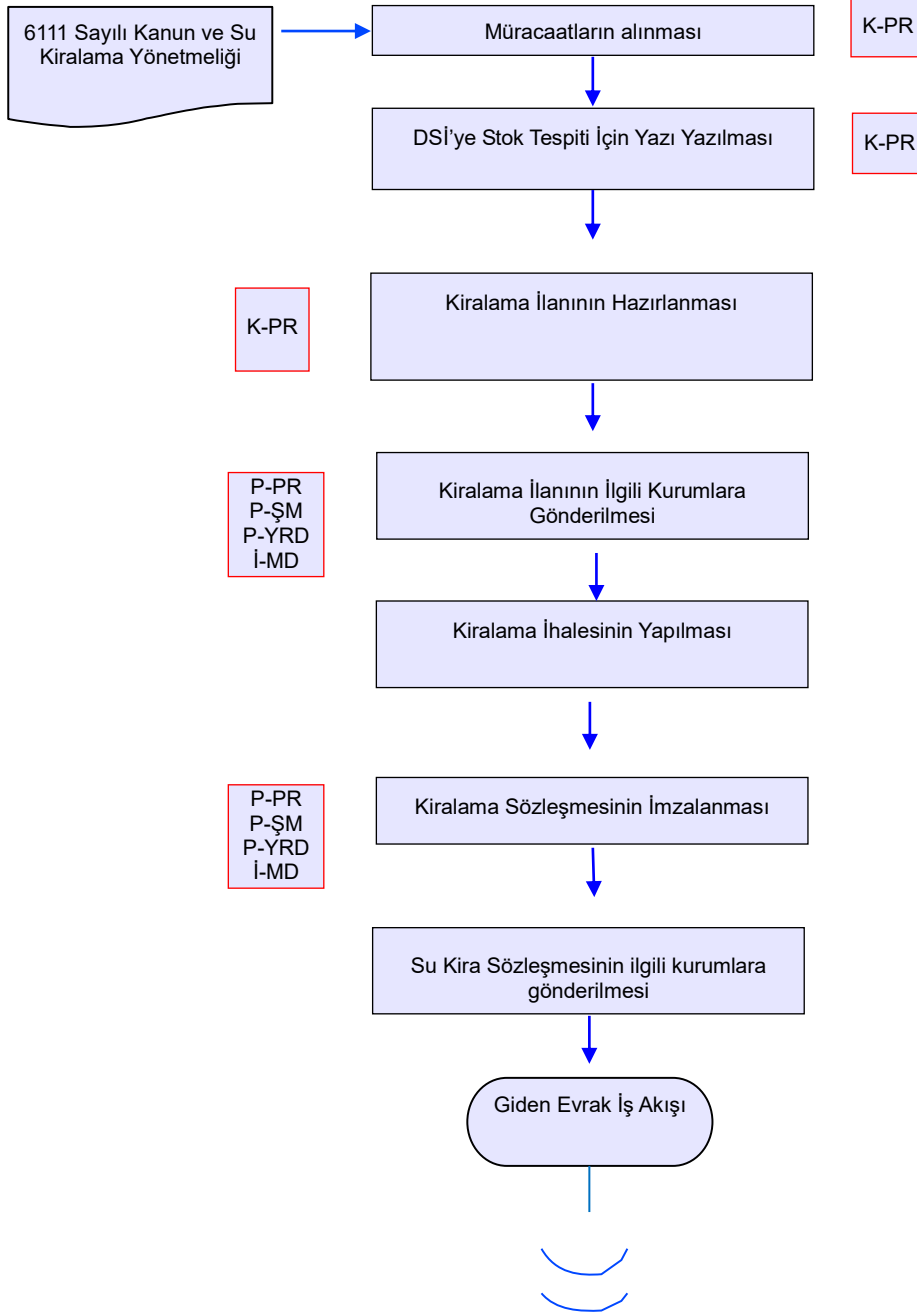 6111 Sayılı Kanun ve Su
Kiralama Yönetmeliği
Müracaatların alınması
K-PR
DSİ’ye Stok Tespiti İçin Yazı Yazılması
K-PR
K-PR
Kiralama İlanının Hazırlanması
P-PR
P-ŞM
P-YRD
İ-MD
Kiralama İlanının İlgili Kurumlara
Gönderilmesi
Kiralama İhalesinin Yapılması
P-PR
P-ŞM
P-YRD
İ-MD
Kiralama Sözleşmesinin İmzalanması
Su Kira Sözleşmesinin ilgili kurumlara
gönderilmesi
Giden Evrak İş Akışı